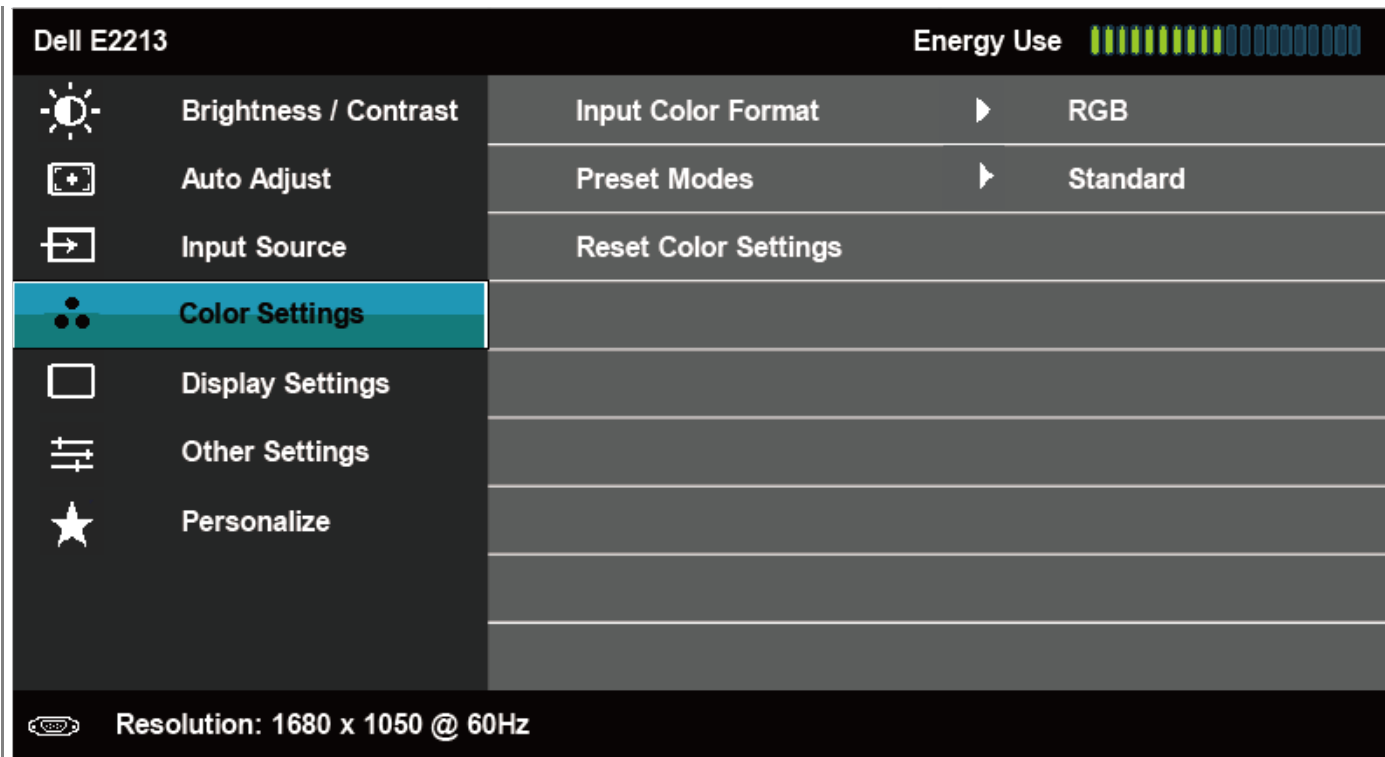 Dell E2213 Energy Use
Brightness / Contrast Input Color Format RGB
Auto Adjust Preset Modes Standard
Input Source Reset Color Settings
Color Settings
Display Settings
Other Settings
Personalize
Resolution: 1680 x 1050 @ 60Hz